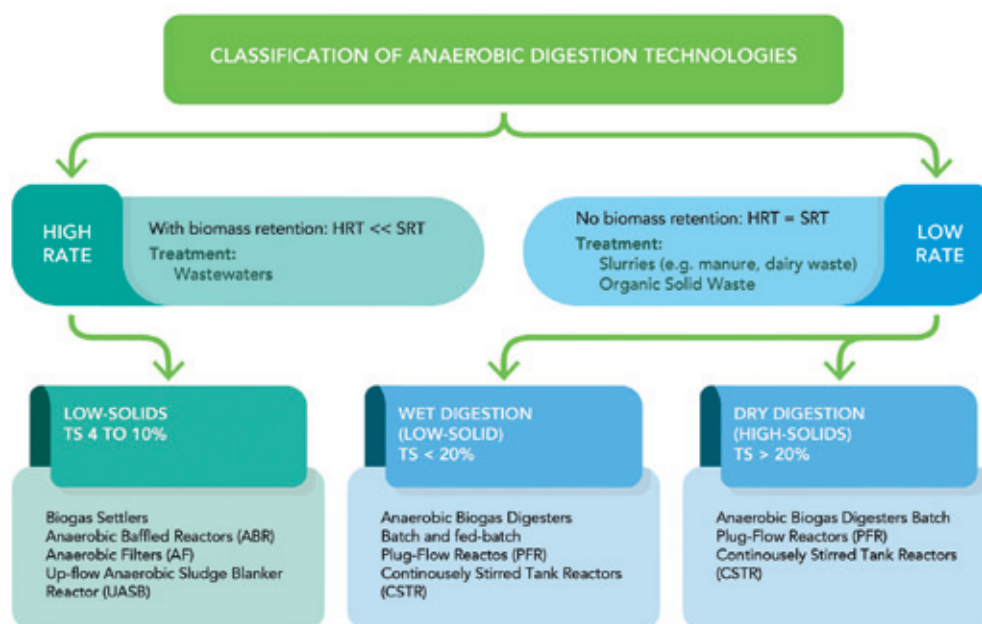 CLASSIFICATION OF ANAEROBIC DIGESTION TECHNOLOGIES
HIGH
RATE
With biomass retention: HRT << SRT
Treatment:
Wastewaters
No biomass retention: HRT = SRT
Treatment:
Slurries (e.g. manure, dairy waste)
Organic Solid Waste
LOW
RATE
LOW-SOLIDS
TS 4 TO 10%
Biogas Settlers
Anaerobic Baffled Reactors (ABR)
Anaerobic Filters (AF)
Up-flow Anaerobic Sludge Blanker
Reactor (UASB)
WET DIGESTION
(LOW-SOLID)
TS < 20%
Anaerobic Biogas Digesters
Batch and fed-batch
Plug-Flow Reactos (PFR)
Continousely Stirred Tank Reactors
(CSTR)
DRY DIGESTION
(HIGH-SOLIDS)
TS > 20%
Anaerobic Biogas Digesters Batch
Plug-Flow Reactors (PFR)
Continousely Stirred Tank Reactors
(CSTR)